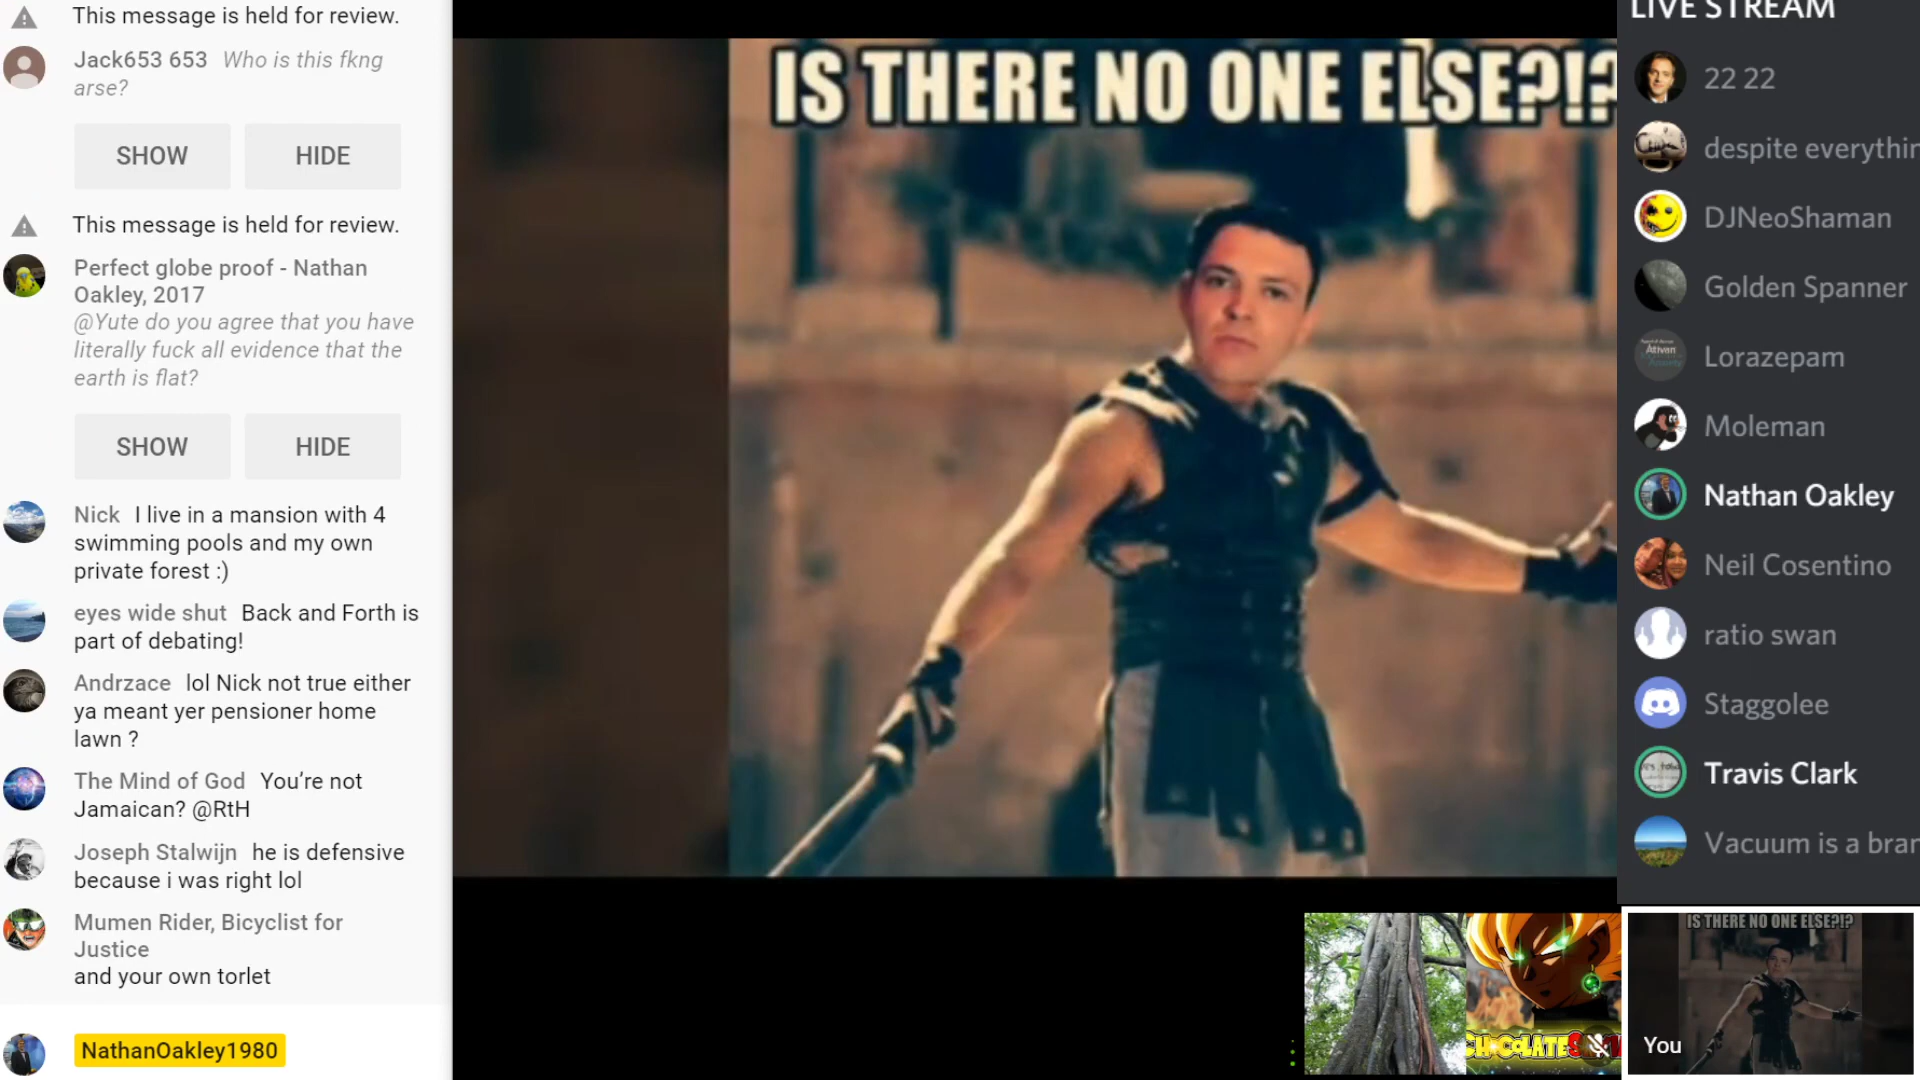 This message is held for review.
Jack653 653 Who is this fkng
arse?
SHOW HIDE
This message is held for review.
Perfect globe proof - Nathan
Oakley, 2017
@Yute do you agree that you have
literally fuck all evidence that the
earth is flat?
SHOW HIDE
Nick I live in a mansion with 4
swimming pools and my own
private forest :)
eyes wide shut Back and Forth is
part of debating!
Andrzace lol Nick not true either
ya meant yer pensioner home
lawn ?
The Mind of God You’re not
Jamaican? @RtH
Joseph Stalwijn he is defensive
because i was right lol
Mumen Rider, Bicyclist for
Justice
and your own torlet
NathanOakley1980
IS THERE NO ONE ELSE?!?
LIVE STREAM
22 22
despite everythin
DJNeoShaman
Golden Spanner
Ativan
Lorazepam
Moleman
Nathan Oakley
Neil Cosentino
ratio swan
Staggolee
Travis Clark
Vacuum is a bran
IS THERE NO ONE ELSE?!?
CHOCOLATE
You